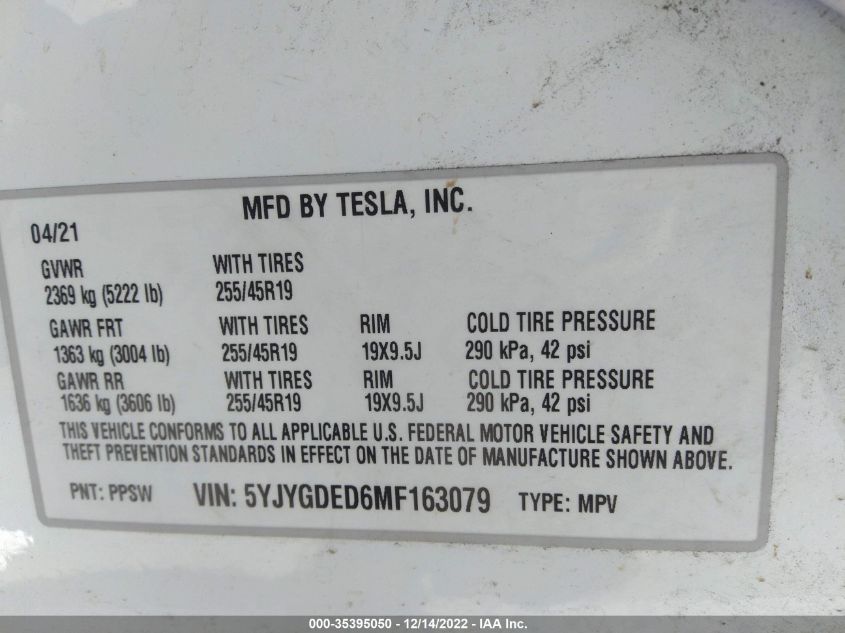 MFD BY TESLA, INC.
04/21
GVWR WITH TIRES
2369 kg (5222 lb) 255/45R19
GAWR FRT WITH TIRES RIM COLD TIRE PRESSURE
1363 kg (3004 lb) 255/45R19 19X9.5J 290 kPa, 42 psi
GAWR RR WITH TIRES RIM COLD TIRE PRESSURE
1636 kg (3606 lb) 255/45R19 19X9.5J 290 kPa, 42 psi
THIS VEHICLE CONFORMS TO ALL APPLICABLE U.S. FEDERAL MOTOR VEHICLE SAFETY AND
THEFT PREVENTION STANDARDS IN EFFECT ON THE DATE OF MANUFACTURE SHOWN ABOVE.
PNT: PPSW VIN: 5YJYGDED6MF163079 TYPE: MPV
000-35395050 - 12/14/2022 - IAA Inc.